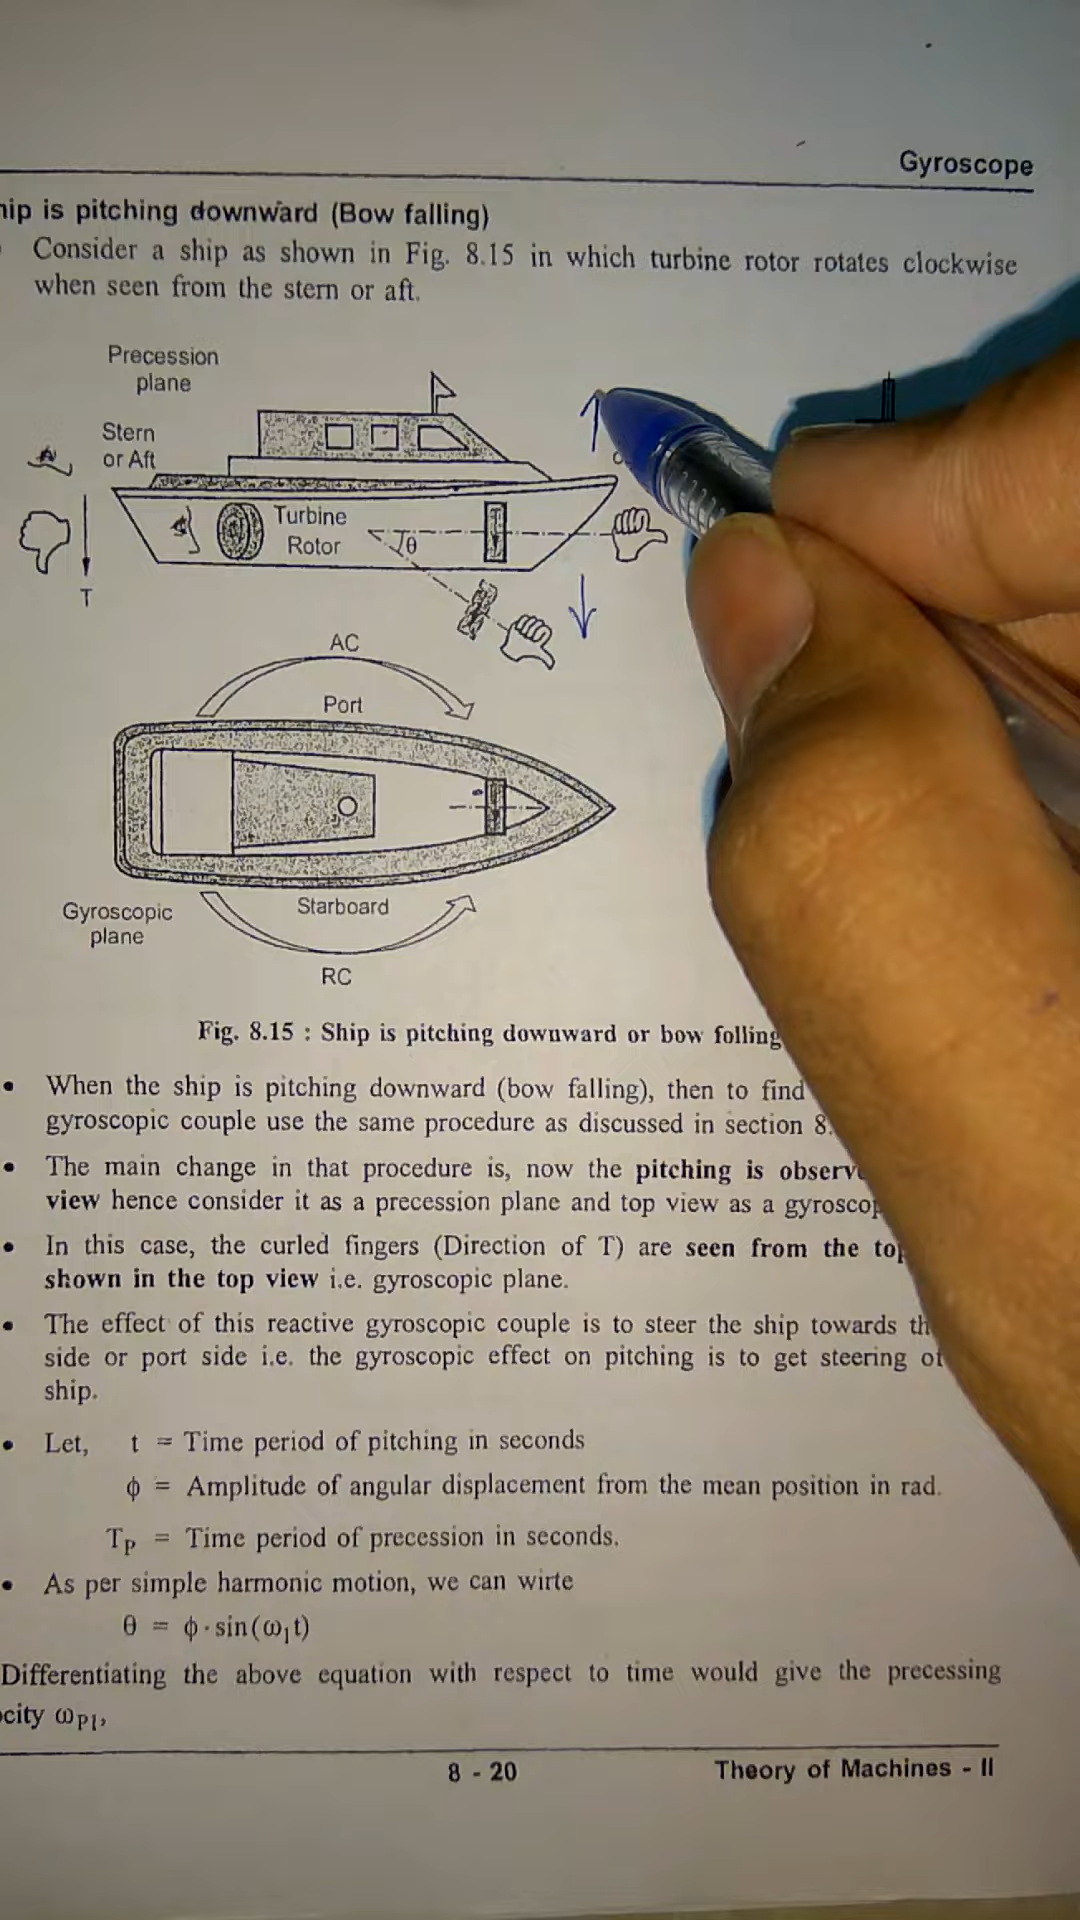 Gyroscope
is pitching downward (Bow falling)
Consider a ship as shown in Fig. 8.15 in which turbine rotor rotates clockwise
when seen from the stern or aft.
Precession
plane
Stern
or Aft
Turbine
Rotor
θ
T
AC
Port
Starboard
Gyroscopic
plane
RC
Fig. 8.15 : Ship is pitching downward or bow folling
• When the ship is pitching downward (bow falling), then to find
gyroscopic couple use the same procedure as discussed in section 8.
• The main change in that procedure is, now the pitching is
view hence consider it as a precession plane and top view as a
• In this case, the curled fingers (Direction of T) are seen from the
shown in the top view i.e. gyroscopic plane.
• The effect of this reactive gyroscopic couple is to steer the ship towards
side or port side i.e. the gyroscopic effect on pitching is to get steering
ship.
• Let, t = Time period of pitching in seconds
ϕ = Amplitude of angular displacement from the mean position in rad.
Tp = Time period of precession in seconds.
• As per simple harmonic motion, we can wirte
θ = ϕ · sin(ω₁t)
Differentiating the above equation with respect to time would give the precessing
ωP1,
8 - 20
Theory of Machines - II